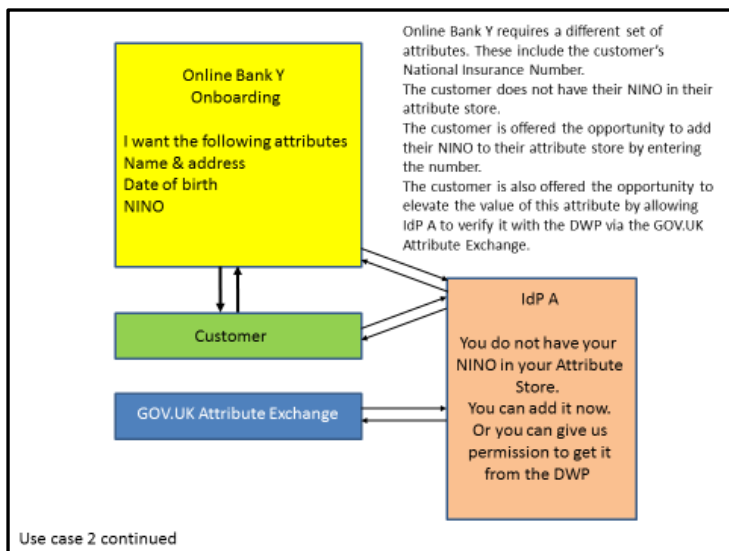 Online Bank Y requires a different set of
attributes. These include the customer's
National Insurance Number.
The customer does not have their NINO in their
attribute store.
The customer is offered the opportunity to add
their NINO to their attribute store by entering
the number.
The customer is also offered the opportunity to
elevate the value of this attribute by allowing
IdP A to verify it with the DWP via the GOV.UK
Attribute Exchange.
Online Bank Y
Onboarding
I want the following attributes
Name & address
Date of birth
NINO
Customer
GOV.UK Attribute Exchange
IdP A
You do not have your
NINO in your Attribute
Store.
You can add it now.
Or you can give us
permission to get it
from the DWP
Use case 2 continued